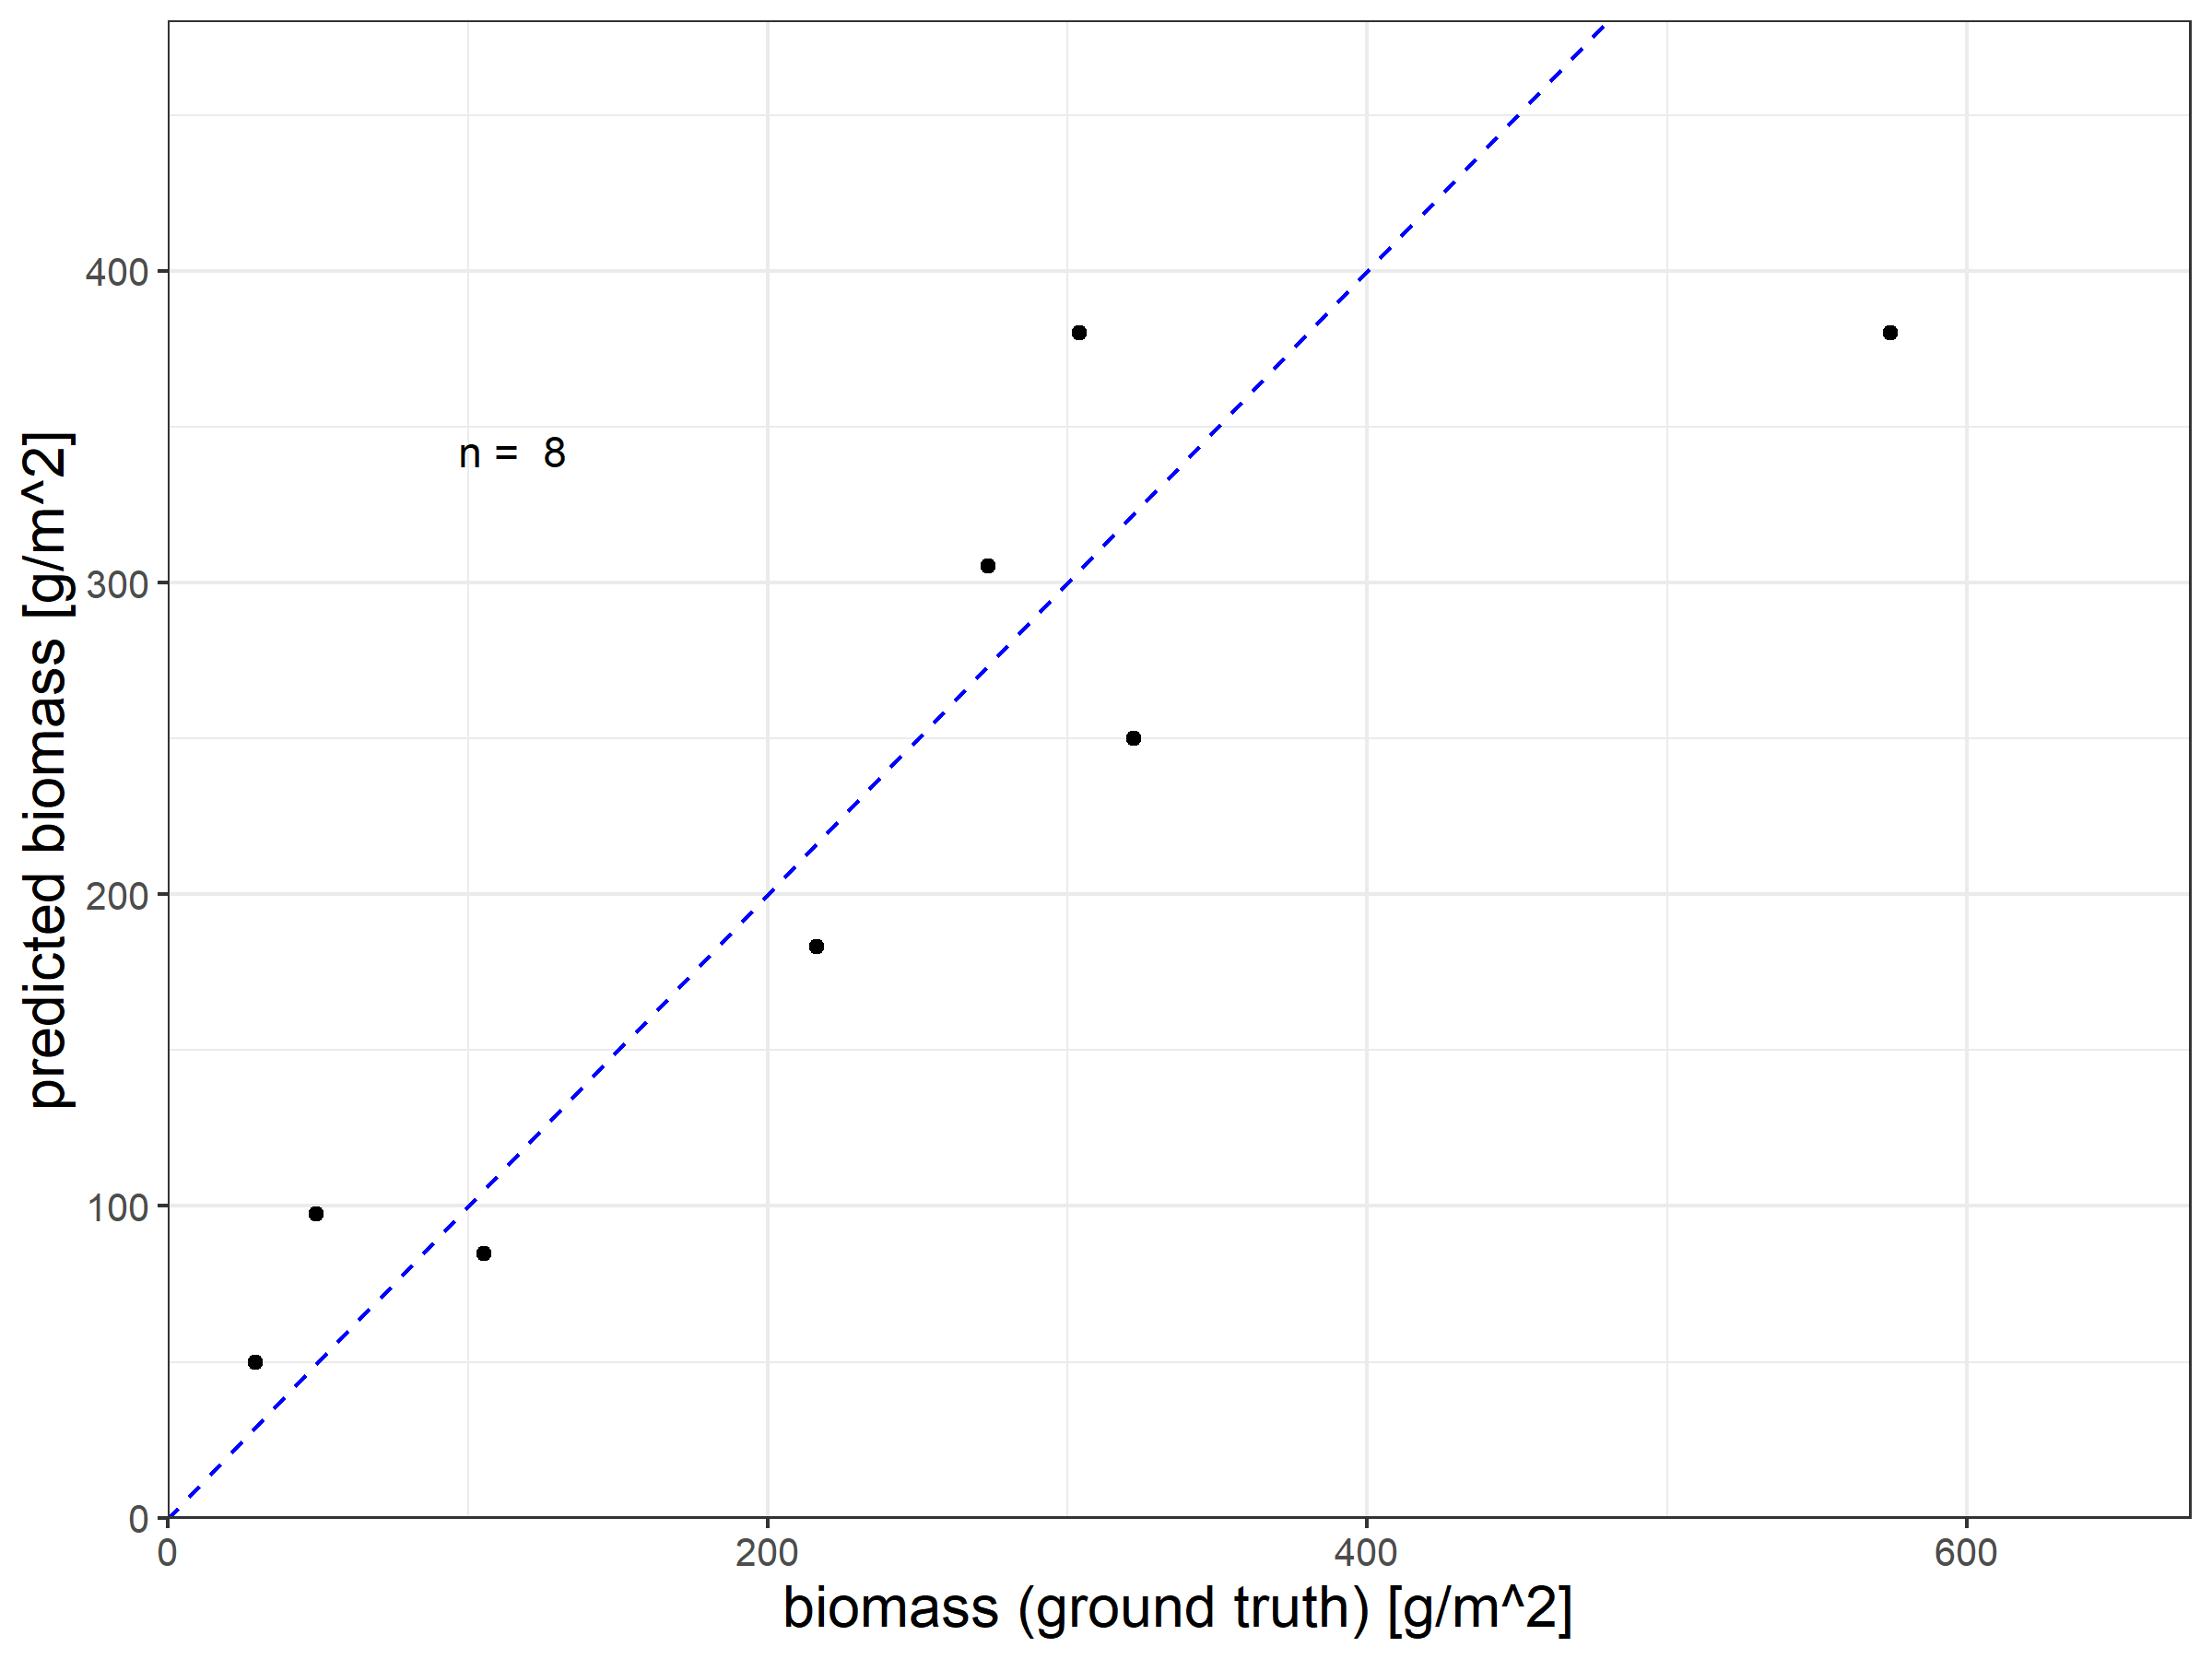 predicted biomass [g/m^2]
400
300
200
100
0
n = 8
0 200 400 600
biomass (ground truth) [g/m^2]